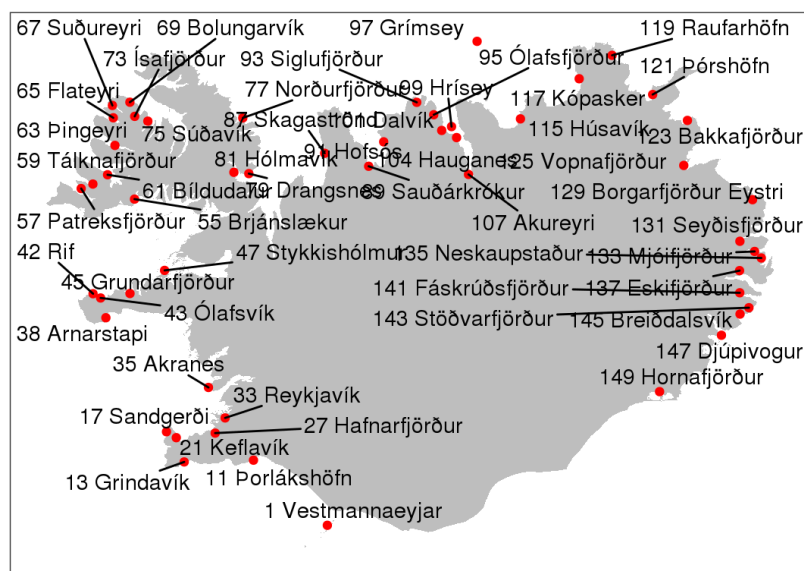 97 Grímsey
119 Raufarhöfn
67 Suðureyri
69 Bolungarvík
73 Ísafjörður
93 Siglufjörður
95 Ólafsfjörður
121 Þórshöfn
65 Flateyri
77 Norðurfjörður
99 Hrísey
117 Kópasker
87 Skagaströnd
101 Dalvík
63 Þingeyri
75 Súðavík
115 Húsavík
123 Bakkafjörður
91 Hofsós
59 Tálknafjörður
81 Hólmavík
104 Hauganes
125 Vopnafjörður
61 Bíldudalur
79 Drangsnes
89 Sauðárkrókur
129 Borgarfjörður Eystri
57 Patreksfjörður
55 Brjánslækur
107 Akureyri
131 Seyðisfjörður
42 Rif
47 Stykkishólmur
135 Neskaupstaður
133 Mjóifjörður
45 Grundarfjörður
141 Fáskrúðsfjörður
137 Eskifjörður
43 Ólafsvík
143 Stöðvarfjörður
145 Breiðdalsvík
38 Arnarstapi
147 Djúpivogur
35 Akranes
149 Hornafjörður
33 Reykjavík
17 Sandgerði
27 Hafnarfjörður
21 Keflavík
13 Grindavík
11 Þorlákshöfn
1 Vestmannaeyjar